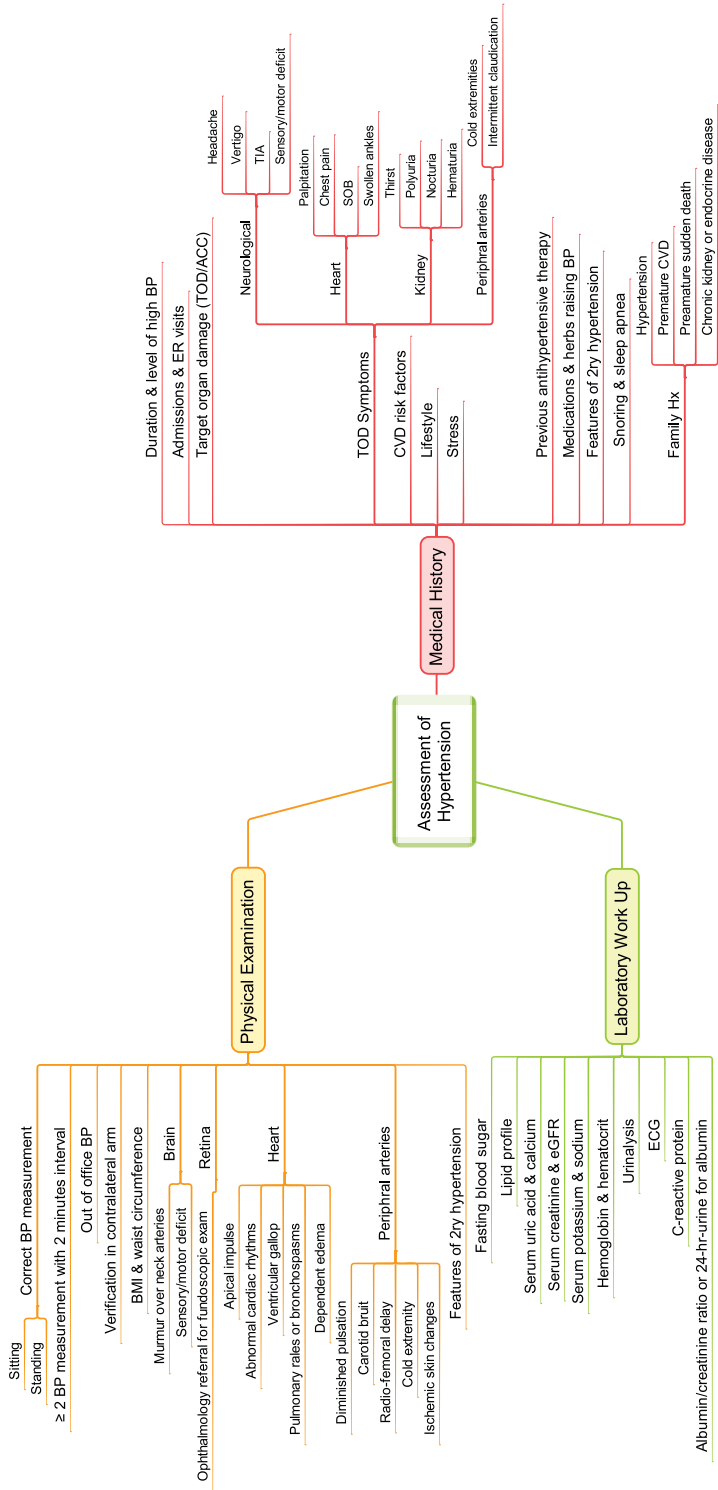 Assessment of
Hypertension
Medical History
Duration & level of high BP
Admissions & ER visits
Target organ damage (TOD/ACC)
TOD Symptoms
Neurological
Headache
Vertigo
TIA
Sensory/motor deficit
Heart
Palpitation
Chest pain
SOB
Swollen ankles
Kidney
Thirst
Polyuria
Nocturia
Hematuria
Periphral arteries
Cold extremities
Intermittent claudication
CVD risk factors
Lifestyle
Stress
Previous antihypertensive therapy
Medications & herbs raising BP
Features of 2ry hypertension
Snoring & sleep apnea
Family Hx
Hypertension
Premature CVD
Preamature sudden death
Chronic kidney or endocrine disease
Physical Examination
Correct BP measurement
Sitting
Standing
≥ 2 BP measurement with 2 minutes interval
Out of office BP
Verification in contralateral arm
BMI & waist circumference
Brain
Murmur over neck arteries
Sensory/motor deficit
Retina
Ophthalmology referral for fundoscopic exam
Heart
Apical impulse
Abnormal cardiac rhythms
Ventricular gallop
Pulmonary rales or bronchospasms
Dependent edema
Periphral arteries
Diminished pulsation
Carotid bruit
Radio-femoral delay
Cold extremity
Ischemic skin changes
Features of 2ry hypertension
Laboratory Work Up
Fasting blood sugar
Lipid profile
Serum uric acid & calcium
Serum creatinine & eGFR
Serum potassium & sodium
Hemoglobin & hematocrit
Urinalysis
ECG
C-reactive protein
Albumin/creatinine ratio or 24-hr-urine for albumin